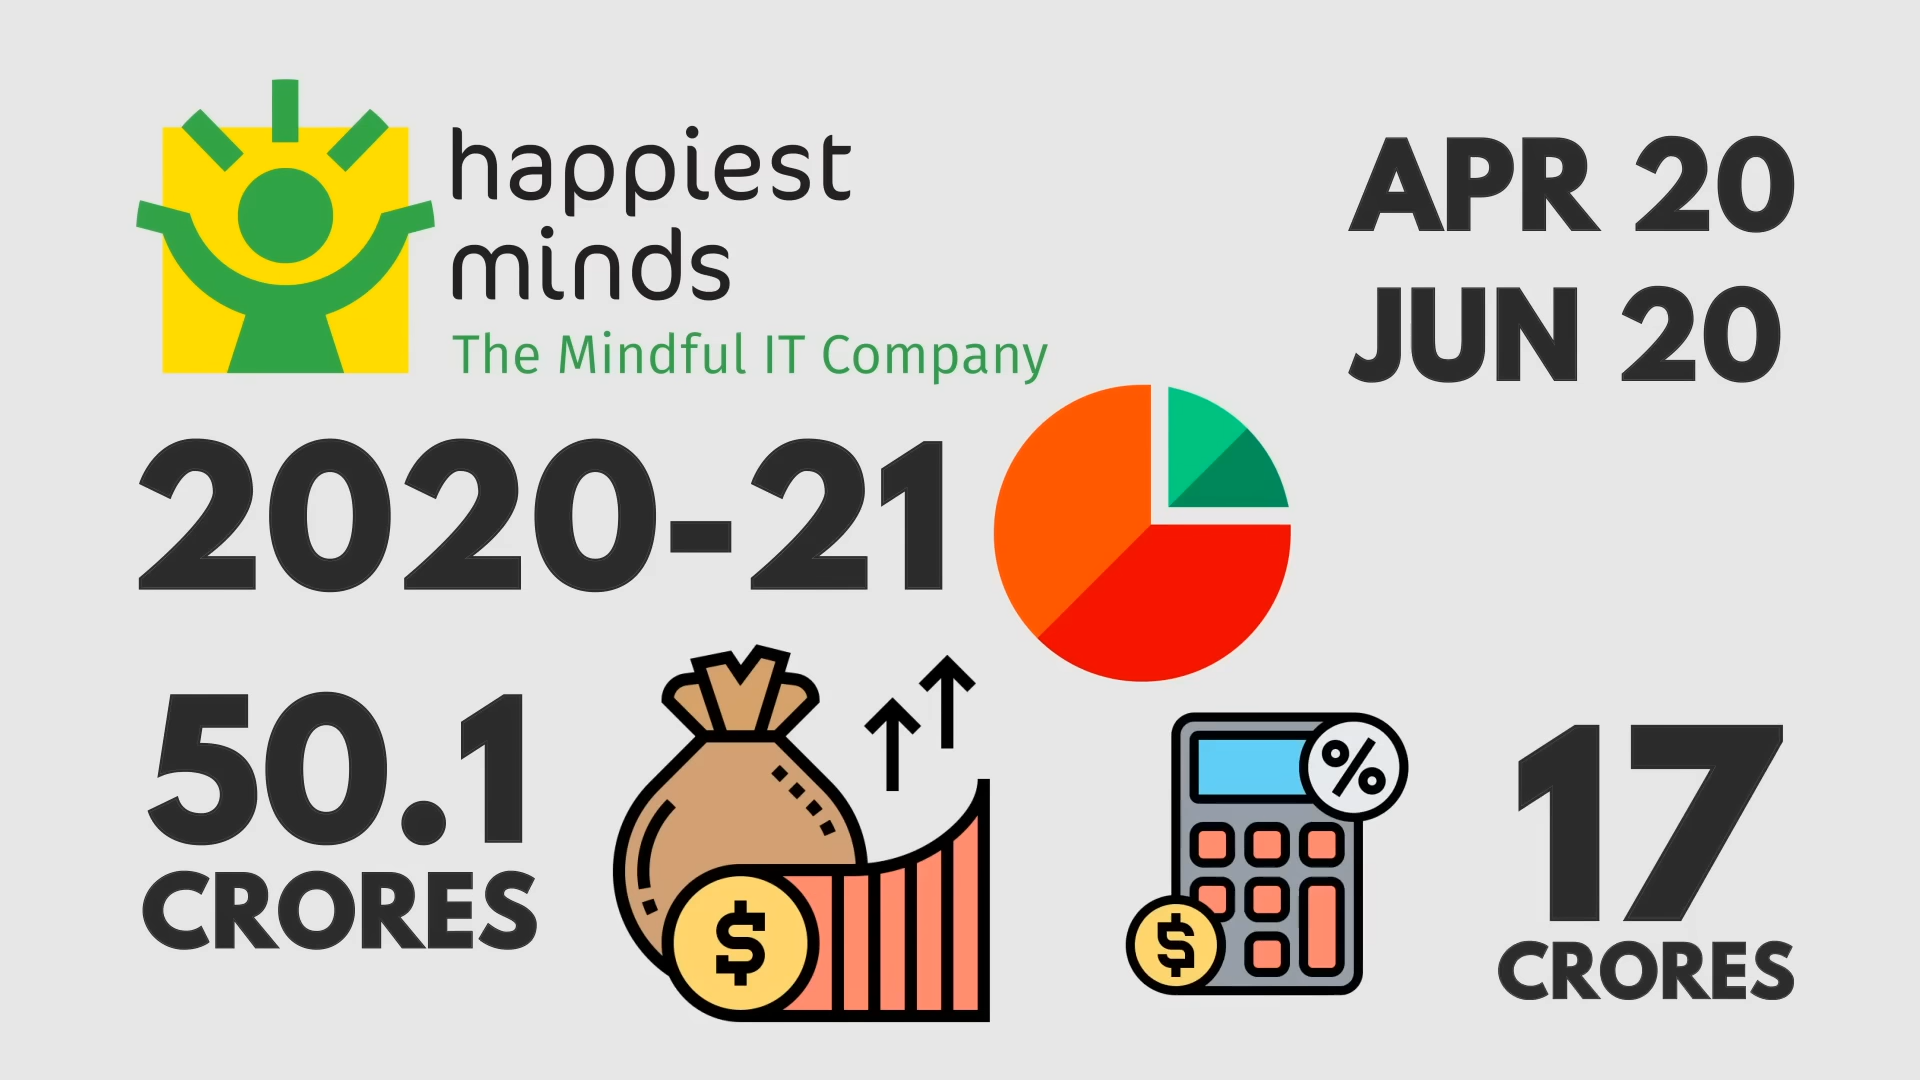 happiest
minds
The Mindful IT Company
APR 20
JUN 20
2020-21
50.1
CRORES
$
%
$
17
CRORES